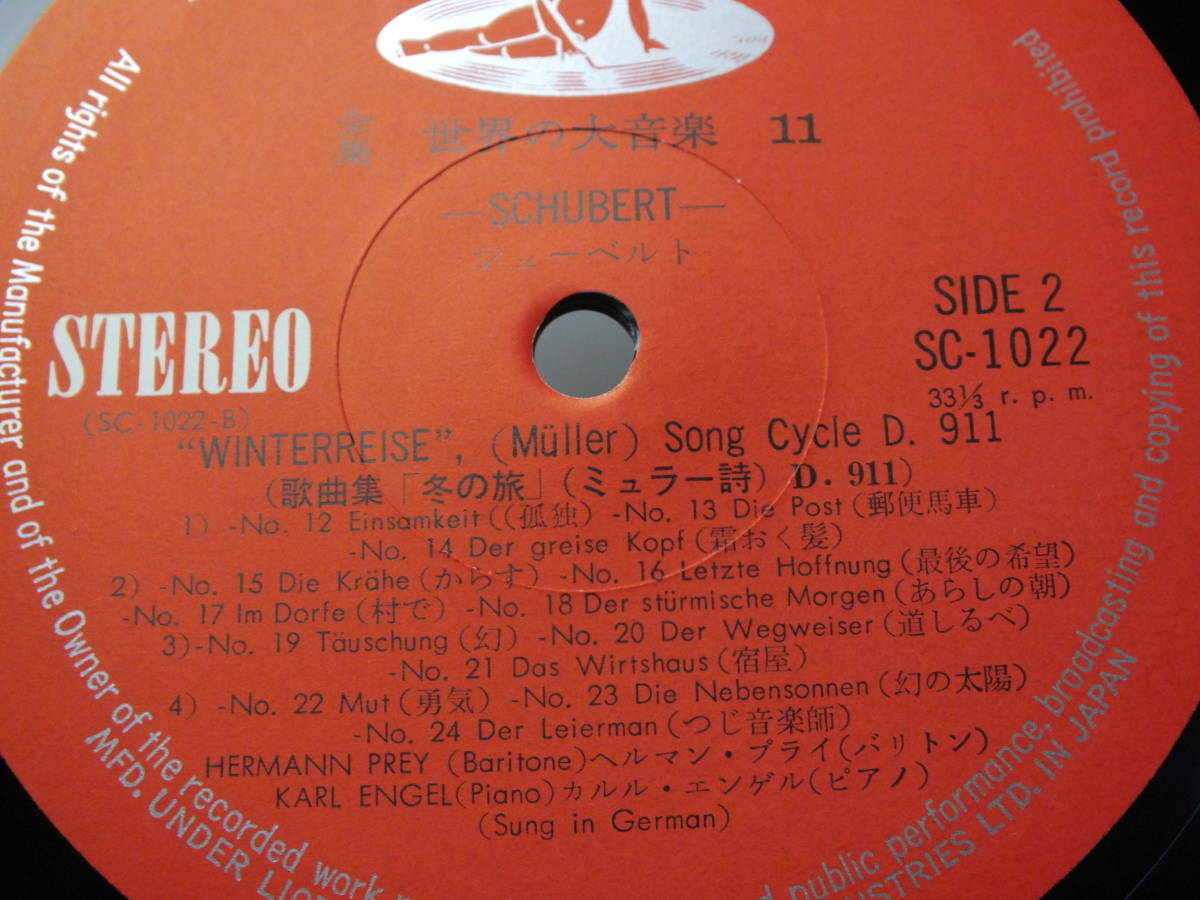 全集 世界の大音楽 11
—SCHUBERT—
シューベルト
STEREO
(SC-1022-B)
SIDE 2
SC-1022
33⅓ r. p. m.
“WINTERREISE”, (Müller) Song Cycle D. 911
(歌曲集「冬の旅」(ミュラー詩) D. 911)
1) -No. 12 Einsamkeit((孤独) -No. 13 Die Post(郵便馬車)
-No. 14 Der greise Kopf(霜おく髪)
2) -No. 15 Die Krähe(からす) -No. 16 Letzte Hoffnung(最後の希望)
-No. 17 Im Dorfe(村で) -No. 18 Der stürmische Morgen(あらしの朝)
3)-No. 19 Täuschung(幻) -No. 20 Der Wegweiser(道しるべ)
-No. 21 Das Wirtshaus(宿屋)
4) -No. 22 Mut(勇気) -No. 23 Die Nebensonnen(幻の太陽)
-No. 24 Der Leierman(つじ音楽師)
HERMANN PREY (Baritone)ヘルマン・プライ(バリトン)
KARL ENGEL(Piano)カルル・エンゲル(ピアノ)
(Sung in German)
All rights of the Manufacturer and of the Owner of the recorded work
public performance, broadcasting and copying of this record prohibited
MFD. UNDER
LTD. IN JAPAN